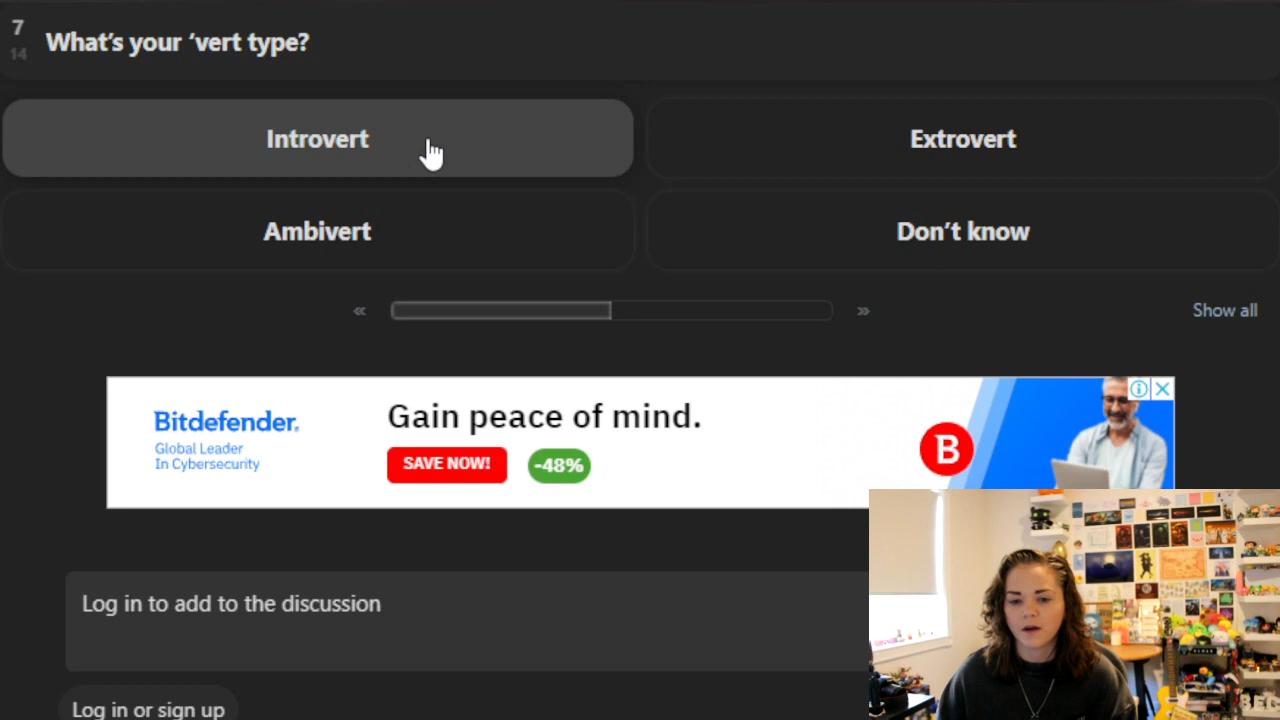 7
14
What's your 'vert type?
Introvert
Extrovert
Ambivert
Don't know
«
»
Show all
Bitdefender.
Global Leader
In Cybersecurity
Gain peace of mind.
SAVE NOW!
-48%
B
Log in to add to the discussion
Log in or sign up